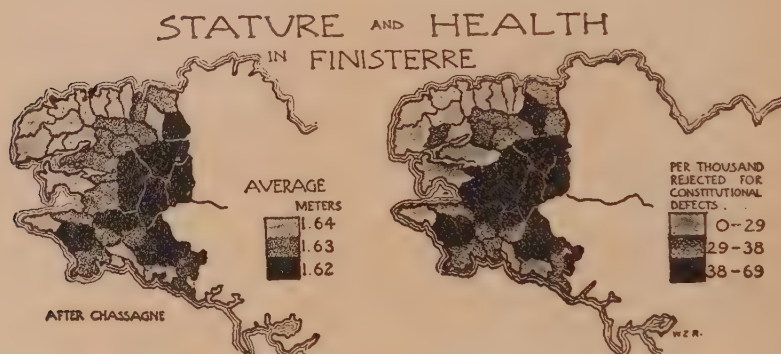 STATURE AND HEALTH
IN FINISTERRE
AVERAGE
METERS
1.64
1.63
1.62
AFTER CHASSAGNE
PER THOUSAND
REJECTED FOR
CONSTITUTIONAL
DEFECTS.
0-29
29-38
38-69
W.Z.R.